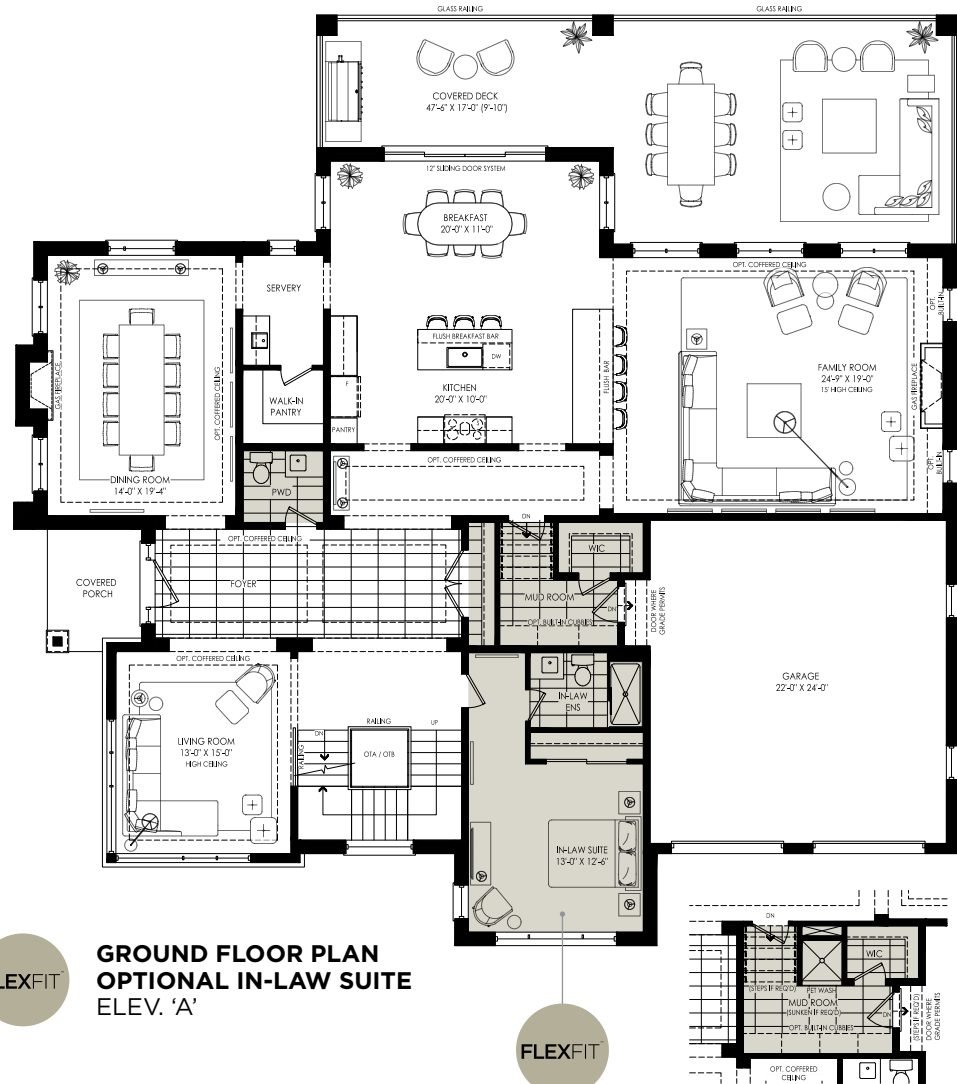 GLASS RAILING
GLASS RAILING
COVERED DECK
47'-6" X 17'-0" (9'-10")
12" SLIDING DOOR SYSTEM
BREAKFAST
20'-0" X 11'-0"
OPT. COFFERED CEILING
SERVERY
OPT. BUILT-IN
FLUSH BREAKFAST BAR
DW
GAS FIREPLACE
OPT. COFFERED CEILING
WALK-IN
PANTRY
F
PANTRY
KITCHEN
20'-0" X 10'-0"
FLUSH BAR
FAMILY ROOM
24'-9" X 19'-0"
15' HIGH CEILING
GAS FIREPLACE
OPT. BUILT-IN
DINING ROOM
14'-0" X 19'-4"
PWD
OPT. COFFERED CEILING
DN
OPT. COFFERED CEILING
WIC
COVERED
PORCH
FOYER
MUD ROOM
DN
OPT. BUILT-IN CUBBIES
DOOR WHERE
GRADE PERMITS
OPT. COFFERED CEILING
GARAGE
22'-0" X 24'-0"
IN-LAW
ENS
RAILING
UP
DN
RAILING
OTA / OTB
LIVING ROOM
13'-0" X 15'-0"
HIGH CEILING
IN-LAW SUITE
13'-0" X 12'-6"
LEXFIT™
GROUND FLOOR PLAN
OPTIONAL IN-LAW SUITE
ELEV. 'A'
FLEXFIT™
DN
WIC
(STEPS IF REQ'D)
PET WASH
MUD ROOM
(SUNKEN IF REQ'D)
DN
OPT. BUILT-IN CUBBIES
(STEPS IF REQ'D)
DOOR WHERE
GRADE PERMITS
OPT. COFFERED
CEILING